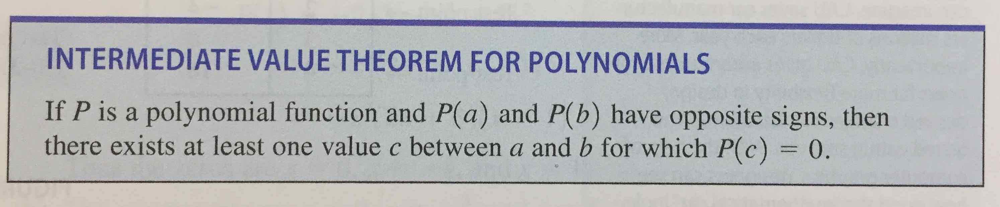 INTERMEDIATE VALUE THEOREM FOR POLYNOMIALS
If P is a polynomial function and P(a) and P(b) have opposite signs, then
there exists at least one value c between a and b for which P(c) = 0.